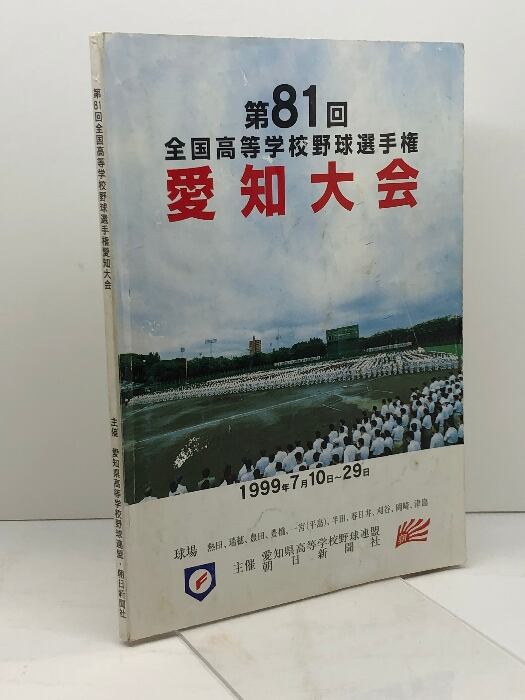 第81回
全国高等学校野球選手権
愛知大会
1999年7月10日~29日
球場 熱田、瑞穂、豊田、豊橋、一宮(平島)、半田、春日井、刈谷、岡崎、津島
主催 愛知県高等学校野球連盟
朝日新聞社
F
朝
第81回全国高等学校野球選手権愛知大会
主催 愛知県高等学校野球連盟・朝日新聞社